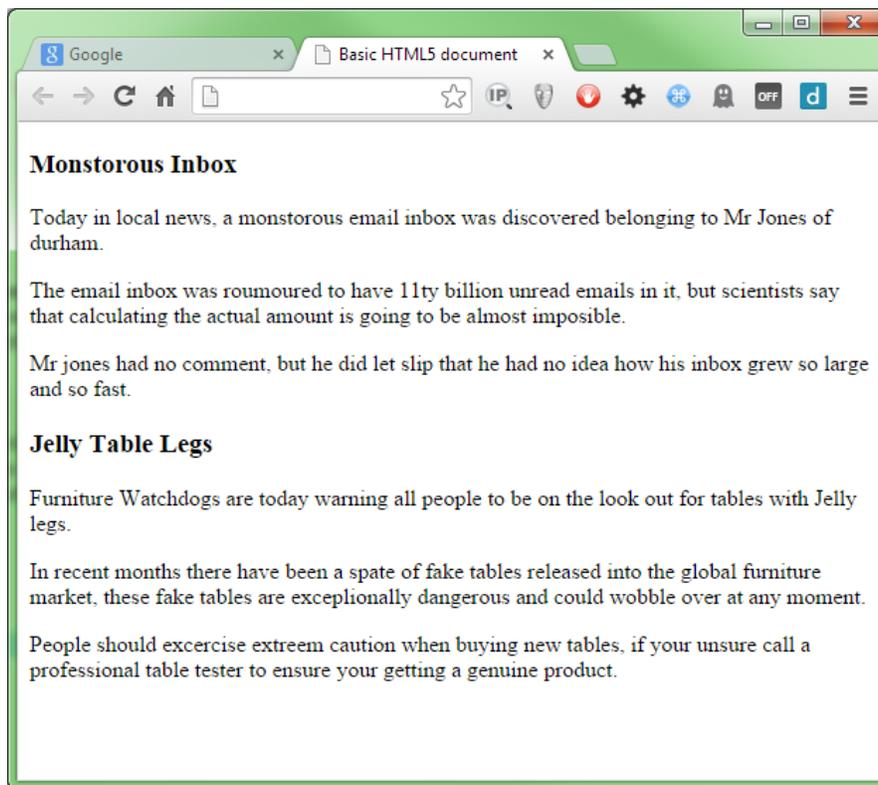 Google
Basic HTML5 document
IP
OFF
d
Monstorous Inbox
Today in local news, a monstorous email inbox was discovered belonging to Mr Jones of
durham.
The email inbox was roumoured to have 11ty billion unread emails in it, but scientists say
that calculating the actual amount is going to be almost imposible.
Mr jones had no comment, but he did let slip that he had no idea how his inbox grew so large
and so fast.
Jelly Table Legs
Furniture Watchdogs are today warning all people to be on the look out for tables with Jelly
legs.
In recent months there have been a spate of fake tables released into the global furniture
market, these fake tables are exceplionally dangerous and could wobble over at any moment.
People should excercise extreem caution when buying new tables, if your unsure call a
professional table tester to ensure your getting a genuine product.